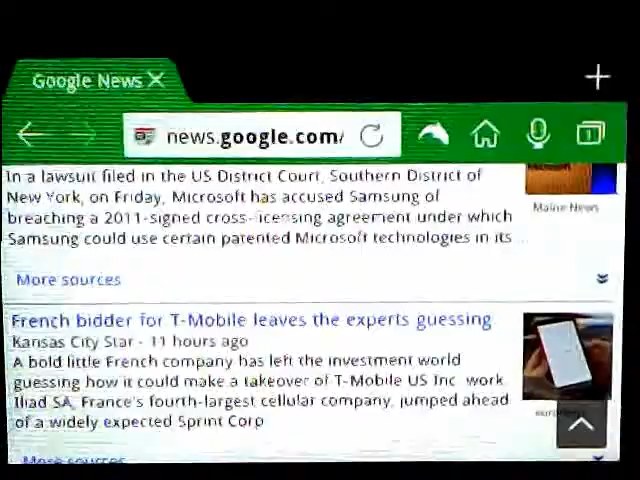 Google News
news.google.com/
1
In a lawsuit filed in the US District Court, Southern District of
New York, on Friday, Microsoft has accused Samsung of
breaching a 2011-signed cross-licensing agreement under which
Samsung could use certain patented Microsoft technologies in its ...
Maine News
More sources
French bidder for T-Mobile leaves the experts guessing
Kansas City Star - 11 hours ago
A bold little French company has left the investment world
guessing how it could make a takeover of T-Mobile US Inc. work.
Iliad SA, France's fourth-largest cellular company, jumped ahead
of a widely expected Sprint Corp
More sources